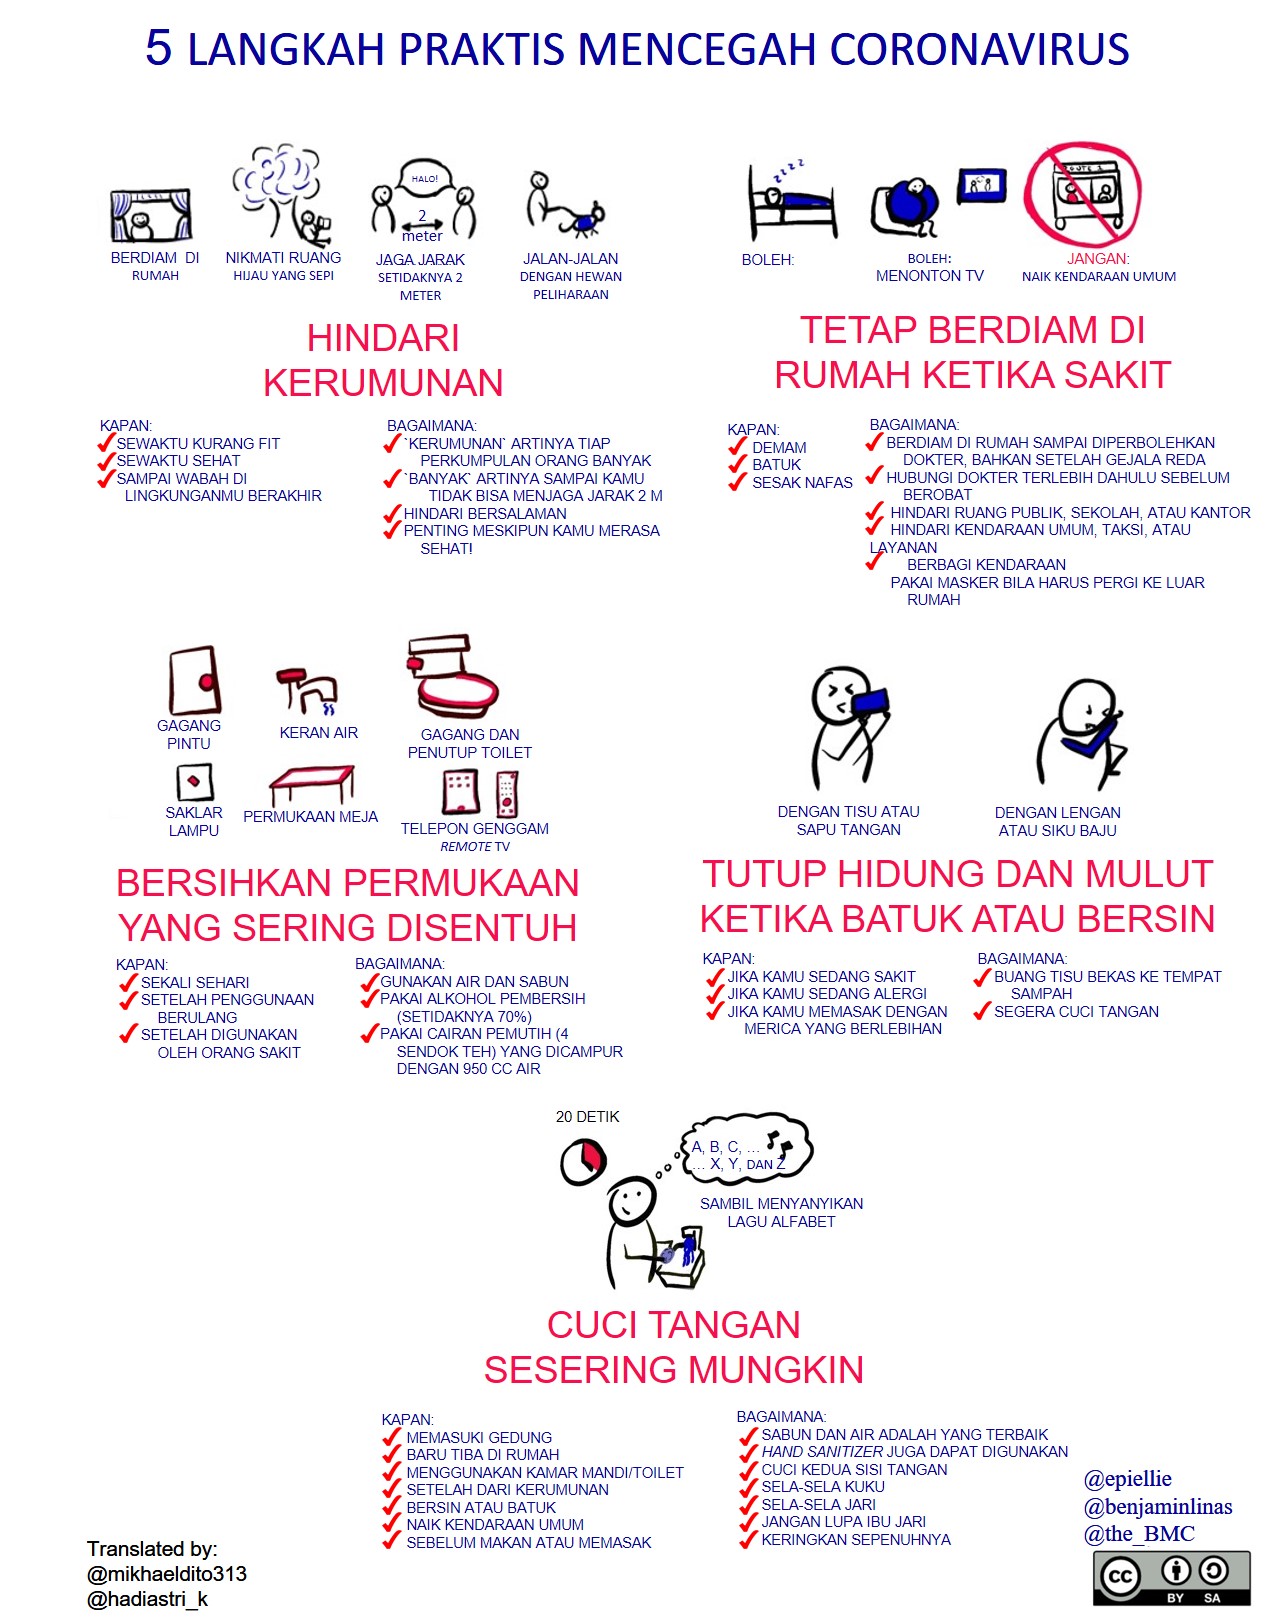 5 LANGKAH PRAKTIS MENCEGAH CORONAVIRUS
BERDIAM DI
RUMAH
NIKMATI RUANG
HIJAU YANG SEPI
HALO!
2
meter
JAGA JARAK
SETIDAKNYA 2
METER
JALAN-JALAN
DENGAN HEWAN
PELIHARAAN
HINDARI
KERUMUNAN
KAPAN:
SEWAKTU KURANG FIT
SEWAKTU SEHAT
SAMPAI WABAH DI
LINGKUNGANMU BERAKHIR
BAGAIMANA:
`KERUMUNAN` ARTINYA TIAP
PERKUMPULAN ORANG BANYAK
`BANYAK` ARTINYA SAMPAI KAMU
TIDAK BISA MENJAGA JARAK 2 M
HINDARI BERSALAMAN
PENTING MESKIPUN KAMU MERASA
SEHAT!
zzzz
BOLEH:
BOLEH:
MENONTON TV
JANGAN:
NAIK KENDARAAN UMUM
TETAP BERDIAM DI
RUMAH KETIKA SAKIT
KAPAN:
DEMAM
BATUK
SESAK NAFAS
BAGAIMANA:
BERDIAM DI RUMAH SAMPAI DIPERBOLEHKAN
DOKTER, BAHKAN SETELAH GEJALA REDA
HUBUNGI DOKTER TERLEBIH DAHULU SEBELUM
BEROBAT
HINDARI RUANG PUBLIK, SEKOLAH, ATAU KANTOR
HINDARI KENDARAAN UMUM, TAKSI, ATAU
LAYANAN
BERBAGI KENDARAAN
PAKAI MASKER BILA HARUS PERGI KE LUAR
RUMAH
GAGANG
PINTU
KERAN AIR
GAGANG DAN
PENUTUP TOILET
SAKLAR
LAMPU
PERMUKAAN MEJA
TELEPON GENGGAM
REMOTE TV
BERSIHKAN PERMUKAAN
YANG SERING DISENTUH
KAPAN:
SEKALI SEHARI
SETELAH PENGGUNAAN
BERULANG
SETELAH DIGUNAKAN
OLEH ORANG SAKIT
BAGAIMANA:
GUNAKAN AIR DAN SABUN
PAKAI ALKOHOL PEMBERSIH
(SETIDAKNYA 70%)
PAKAI CAIRAN PEMUTIH (4
SENDOK TEH) YANG DICAMPUR
DENGAN 950 CC AIR
DENGAN TISU ATAU
SAPU TANGAN
DENGAN LENGAN
ATAU SIKU BAJU
TUTUP HIDUNG DAN MULUT
KETIKA BATUK ATAU BERSIN
KAPAN:
JIKA KAMU SEDANG SAKIT
JIKA KAMU SEDANG ALERGI
JIKA KAMU MEMASAK DENGAN
MERICA YANG BERLEBIHAN
BAGAIMANA:
BUANG TISU BEKAS KE TEMPAT
SAMPAH
SEGERA CUCI TANGAN
20 DETIK
A, B, C, ...
... X, Y, DAN Z
SAMBIL MENYANYIKAN
LAGU ALFABET
CUCI TANGAN
SESERING MUNGKIN
KAPAN:
MEMASUKI GEDUNG
BARU TIBA DI RUMAH
MENGGUNAKAN KAMAR MANDI/TOILET
SETELAH DARI KERUMUNAN
BERSIN ATAU BATUK
NAIK KENDARAAN UMUM
SEBELUM MAKAN ATAU MEMASAK
BAGAIMANA:
SABUN DAN AIR ADALAH YANG TERBAIK
HAND SANITIZER JUGA DAPAT DIGUNAKAN
CUCI KEDUA SISI TANGAN
SELA-SELA KUKU
SELA-SELA JARI
JANGAN LUPA IBU JARI
KERINGKAN SEPENUHNYA
@epiellie
@benjaminlinas
@the_BMC
Translated by:
@mikhaeldito313
@hadiastri_k
cc
BY SA